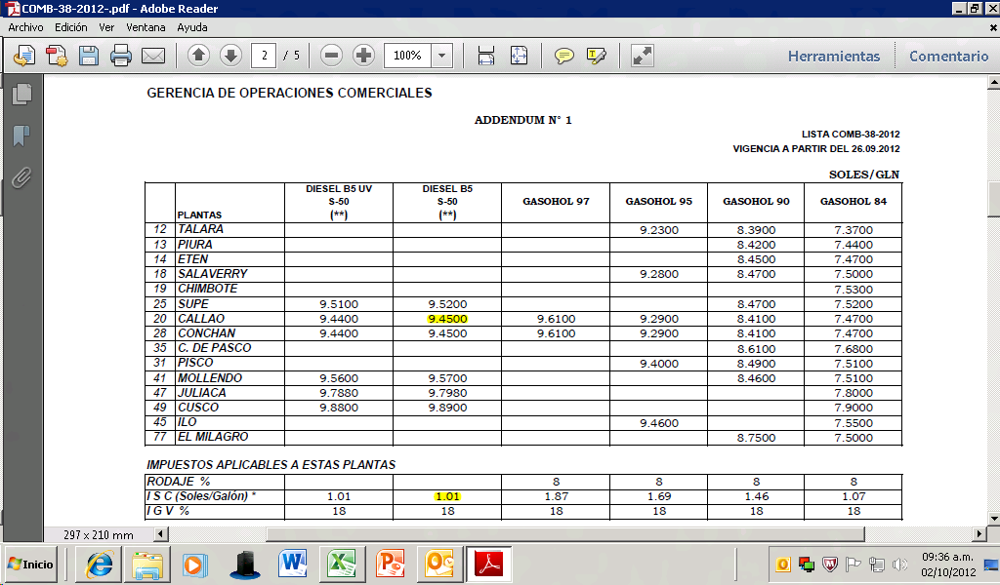 COMB-38-2012-.pdf - Adobe Reader
Archivo Edición Ver Ventana Ayuda
2 / 5 100% Herramientas Comentario
GERENCIA DE OPERACIONES COMERCIALES
ADDENDUM N° 1
LISTA COMB-38-2012
VIGENCIA A PARTIR DEL 26.09.2012
SOLES/GLN
PLANTAS DIESEL B5 UV S-50 (**) DIESEL B5 S-50 (**) GASOHOL 97 GASOHOL 95 GASOHOL 90 GASOHOL 84
12 TALARA 9.2300 8.3900 7.3700
13 PIURA 8.4200 7.4400
14 ETEN 8.4500 7.4700
18 SALAVERRY 9.2800 8.4700 7.5000
19 CHIMBOTE 7.5300
25 SUPE 9.5100 9.5200 8.4700 7.5200
20 CALLAO 9.4400 9.4500 9.6100 9.2900 8.4100 7.4700
28 CONCHAN 9.4400 9.4500 9.6100 9.2900 8.4100 7.4700
35 C. DE PASCO 8.6100 7.6800
31 PISCO 9.4000 8.4900 7.5100
41 MOLLENDO 9.5600 9.5700 8.4600 7.5100
47 JULIACA 9.7880 9.7980 7.8000
49 CUSCO 9.8800 9.8900 7.9000
45 ILO 9.4600 7.5500
77 EL MILAGRO 8.7500 7.5000
IMPUESTOS APLICABLES A ESTAS PLANTAS
RODAJE % 8 8 8 8
I S C (Soles/Galón) * 1.01 1.01 1.87 1.69 1.46 1.07
I G V % 18 18 18 18 18 18
297 x 210 mm
Inicio 09:36 a.m.
02/10/2012